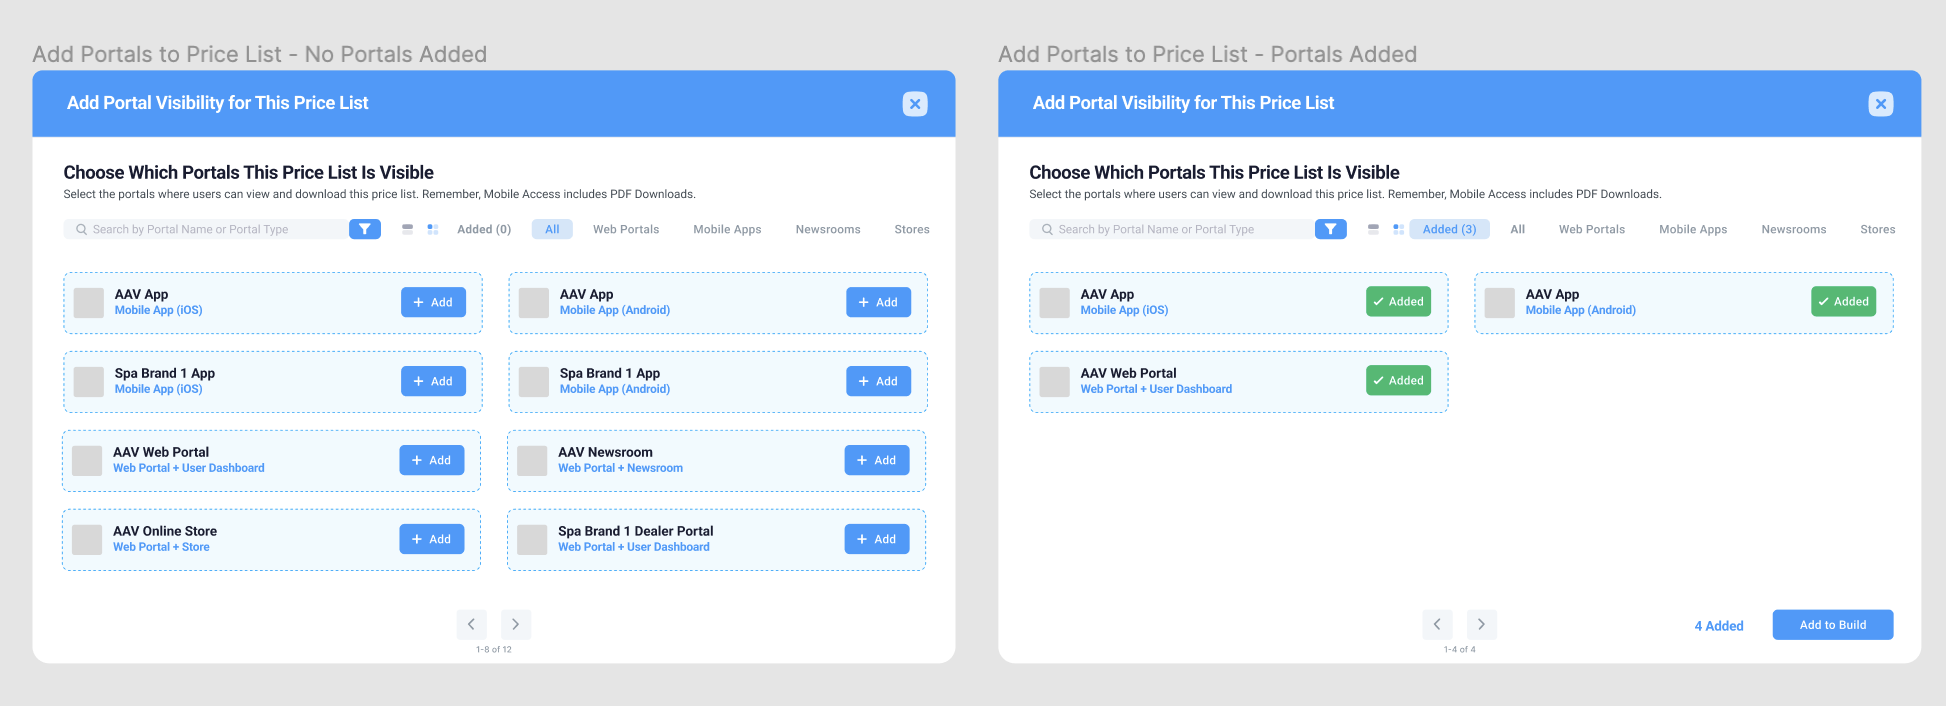 Add Portals to Price List - No Portals Added
Add Portal Visibility for This Price List
Choose Which Portals This Price List Is Visible
Select the portals where users can view and download this price list. Remember, Mobile Access includes PDF Downloads.
Search by Portal Name or Portal Type Added (0) All Web Portals Mobile Apps Newsrooms Stores
AAV App
Mobile App (iOS)
+ Add
AAV App
Mobile App (Android)
+ Add
Spa Brand 1 App
Mobile App (iOS)
+ Add
Spa Brand 1 App
Mobile App (Android)
+ Add
AAV Web Portal
Web Portal + User Dashboard
+ Add
AAV Newsroom
Web Portal + Newsroom
+ Add
AAV Online Store
Web Portal + Store
+ Add
Spa Brand 1 Dealer Portal
Web Portal + User Dashboard
+ Add
1-8 of 12
Add Portals to Price List - Portals Added
Add Portal Visibility for This Price List
Choose Which Portals This Price List Is Visible
Select the portals where users can view and download this price list. Remember, Mobile Access includes PDF Downloads.
Search by Portal Name or Portal Type Added (3) All Web Portals Mobile Apps Newsrooms Stores
AAV App
Mobile App (iOS)
Added
AAV App
Mobile App (Android)
Added
AAV Web Portal
Web Portal + User Dashboard
Added
1-4 of 4
4 Added
Add to Build